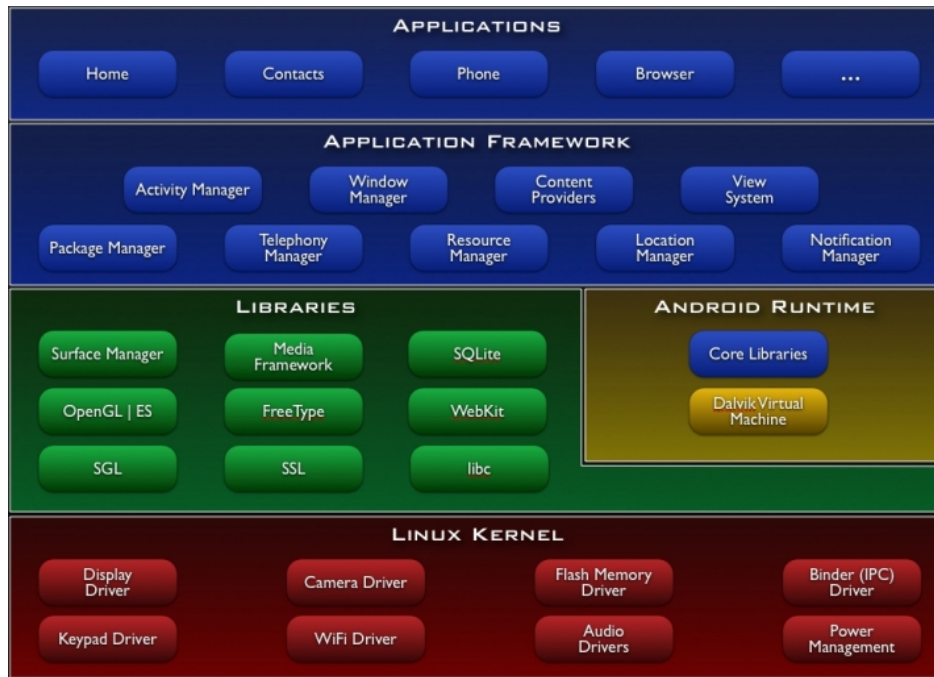 APPLICATIONS
Home
Contacts
Phone
Browser
...
APPLICATION FRAMEWORK
Activity Manager
Window
Manager
Content
Providers
View
System
Package Manager
Telephony
Manager
Resource
Manager
Location
Manager
Notification
Manager
LIBRARIES
Surface Manager
Media
Framework
SQLite
OpenGL | ES
FreeType
WebKit
SGL
SSL
libc
ANDROID RUNTIME
Core Libraries
Dalvik Virtual
Machine
LINUX KERNEL
Display
Driver
Camera Driver
Flash Memory
Driver
Binder (IPC)
Driver
Keypad Driver
WiFi Driver
Audio
Drivers
Power
Management